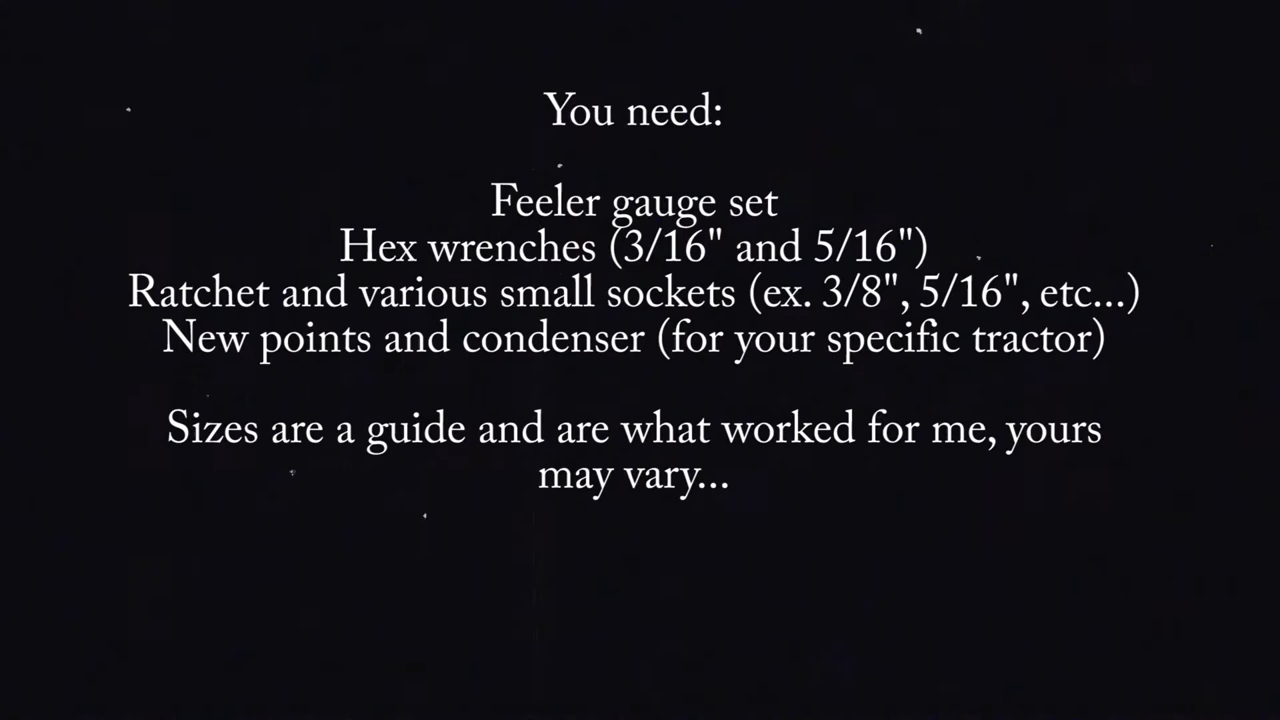 You need:
Feeler gauge set
Hex wrenches (3/16" and 5/16")
Ratchet and various small sockets (ex. 3/8", 5/16", etc...)
New points and condenser (for your specific tractor)
Sizes are a guide and are what worked for me, yours
may vary...